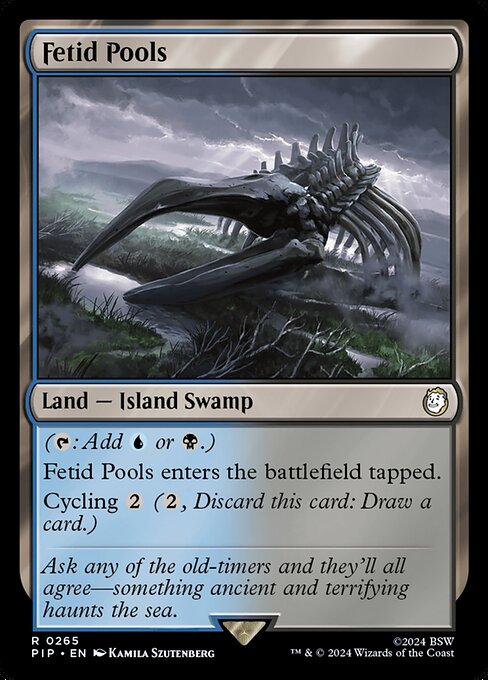 Fetid Pools
Land — Island Swamp
(: Add or .)
Fetid Pools enters the battlefield tapped.
Cycling 2 (2, Discard this card: Draw a
card.)
Ask any of the old-timers and they'll all
agree—something ancient and terrifying
haunts the sea.
R 0265
PIP • EN Kamila Szutenberg
©2024 BSW
™ & © 2024 Wizards of the Coast